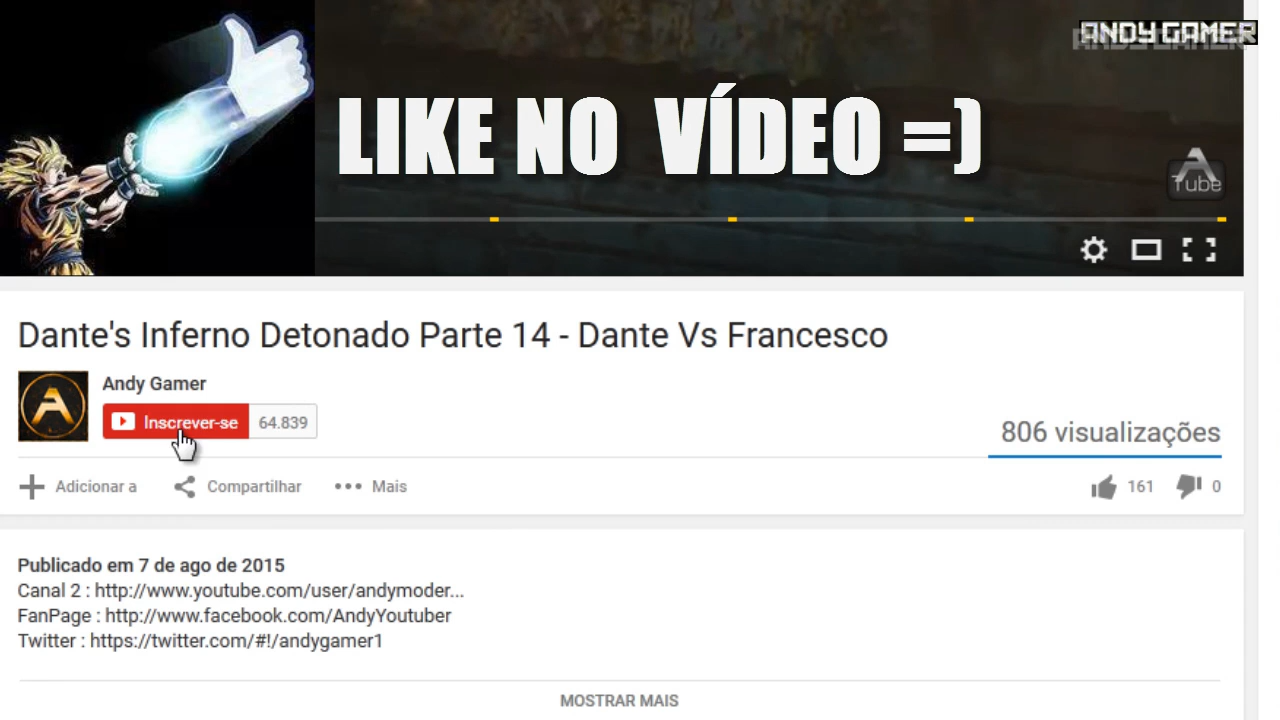 ANDY GAMER
LIKE NO VÍDEO =)
A
Tube
Dante's Inferno Detonado Parte 14 - Dante Vs Francesco
A
Andy Gamer
Inscrever-se 64.839
806 visualizações
Adicionar a Compartilhar Mais 161 0
Publicado em 7 de ago de 2015
Canal 2 : http://www.youtube.com/user/andymoder...
FanPage : http://www.facebook.com/AndyYoutuber
Twitter : https://twitter.com/#!/andygamer1
MOSTRAR MAIS